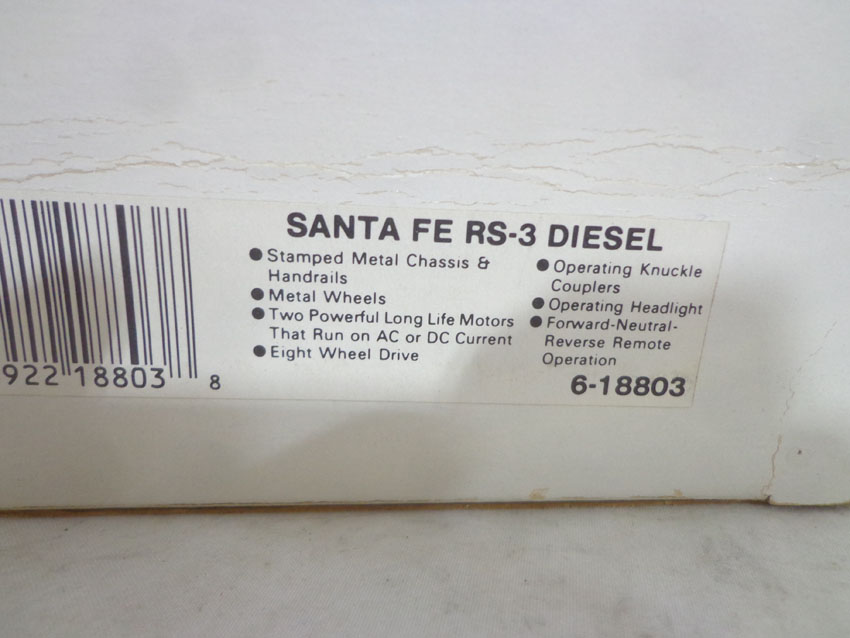 SANTA FE RS-3 DIESEL
● Stamped Metal Chassis &
Handrails
● Metal Wheels
● Two Powerful Long Life Motors
That Run on AC or DC Current
● Eight Wheel Drive
● Operating Knuckle
Couplers
● Operating Headlight
● Forward-Neutral-
Reverse Remote
Operation
6-18803
922 18803 8